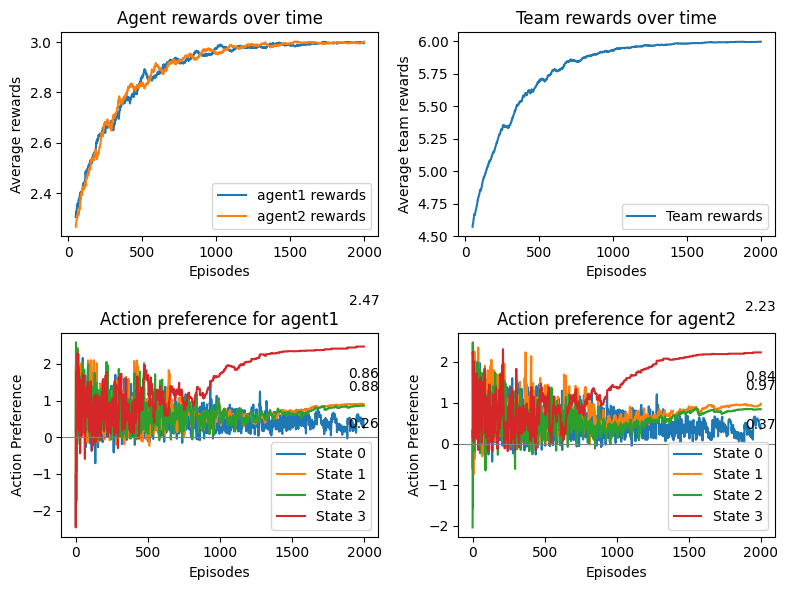 Agent rewards over time
Average rewards
3.0
2.8
2.6
2.4
agent1 rewards
agent2 rewards
0
500
1000
1500
2000
Episodes
Team rewards over time
Average team rewards
6.00
5.75
5.50
5.25
5.00
4.75
4.50
Team rewards
0
500
1000
1500
2000
Episodes
2.47
Action preference for agent1
Action Preference
2
1
0
−1
−2
0.86
0.88
0.26
State 0
State 1
State 2
State 3
0
500
1000
1500
2000
Episodes
2.23
Action preference for agent2
Action Preference
2
1
0
−1
−2
0.84
0.97
0.37
State 0
State 1
State 2
State 3
0
500
1000
1500
2000
Episodes